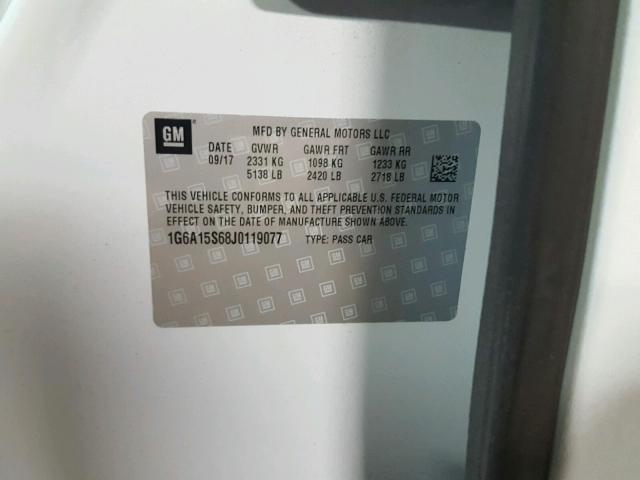 GM
MFD BY GENERAL MOTORS LLC
DATE GVWR GAWR FRT GAWR RR
09/17 2331 KG 1098 KG 1233 KG
5138 LB 2420 LB 2718 LB
THIS VEHICLE CONFORMS TO ALL APPLICABLE U.S. FEDERAL MOTOR
VEHICLE SAFETY, BUMPER, AND THEFT PREVENTION STANDARDS IN
EFFECT ON THE DATE OF MANUFACTURE SHOWN ABOVE.
1G6A15S68J0119077 TYPE: PASS CAR